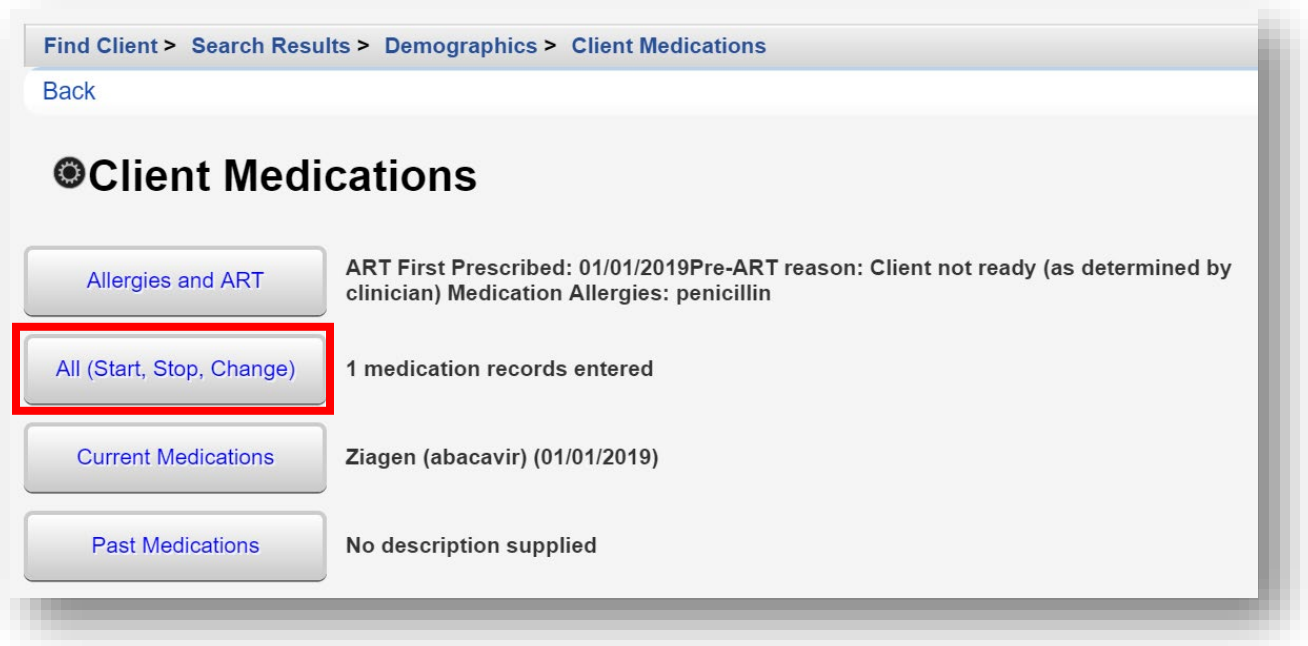 Find Client > Search Results > Demographics > Client Medications
Back
Client Medications
Allergies and ART
ART First Prescribed: 01/01/2019Pre-ART reason: Client not ready (as determined by
clinician) Medication Allergies: penicillin
All (Start, Stop, Change)
1 medication records entered
Current Medications
Ziagen (abacavir) (01/01/2019)
Past Medications
No description supplied